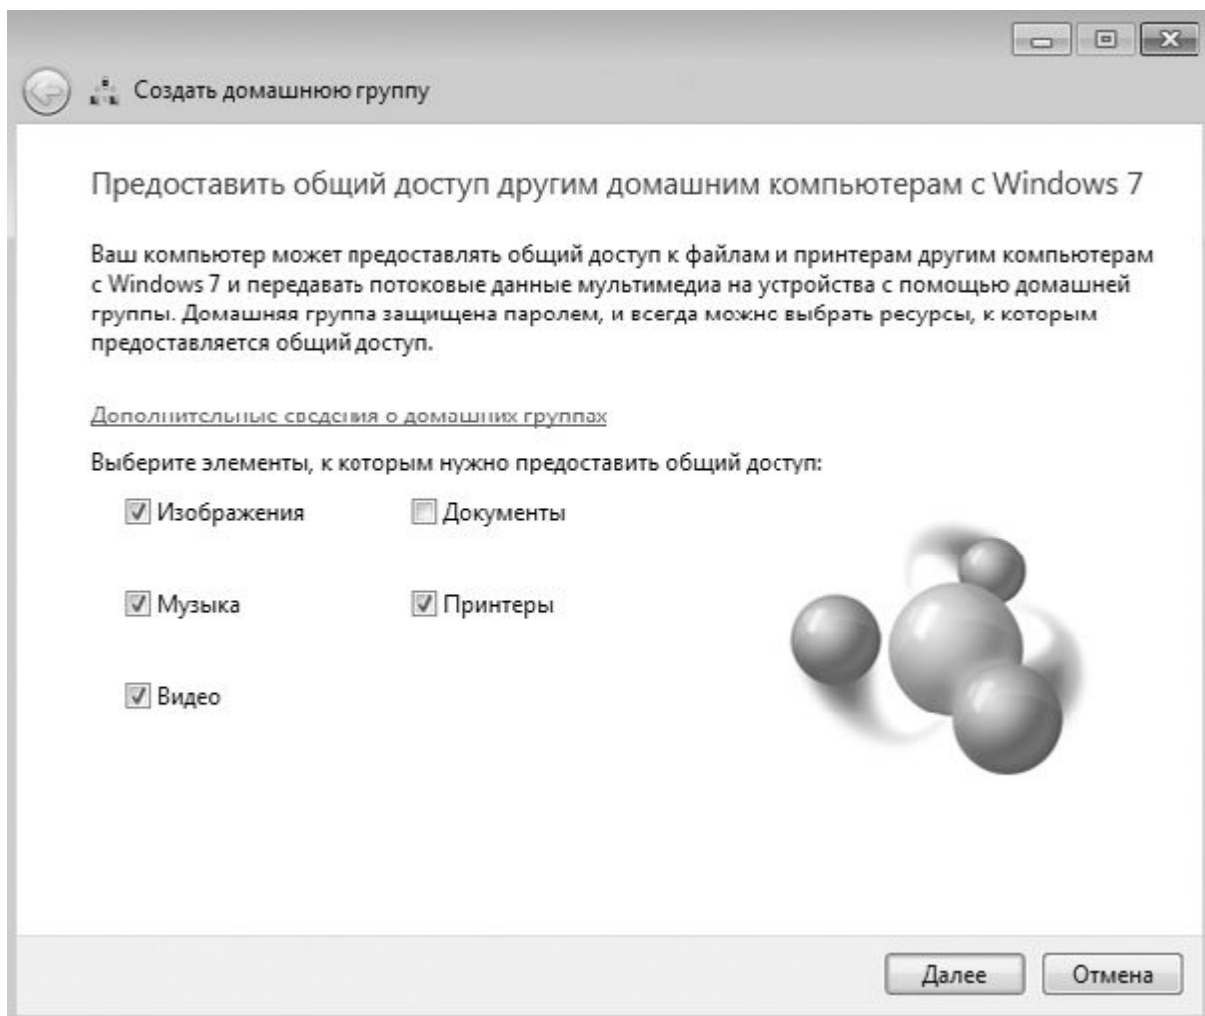 Создать домашнюю группу
Предоставить общий доступ другим домашним компьютерам с Windows 7
Ваш компьютер может предоставлять общий доступ к файлам и принтерам другим компьютерам
с Windows 7 и передавать потоковые данные мультимедиа на устройства с помощью домашней
группы. Домашняя группа защищена паролем, и всегда можно выбрать ресурсы, к которым
предоставляется общий доступ.
Дополнительные сведения о домашних группах
Выберите элементы, к которым нужно предоставить общий доступ:
Изображения Документы
Музыка Принтеры
Видео
Далее Отмена